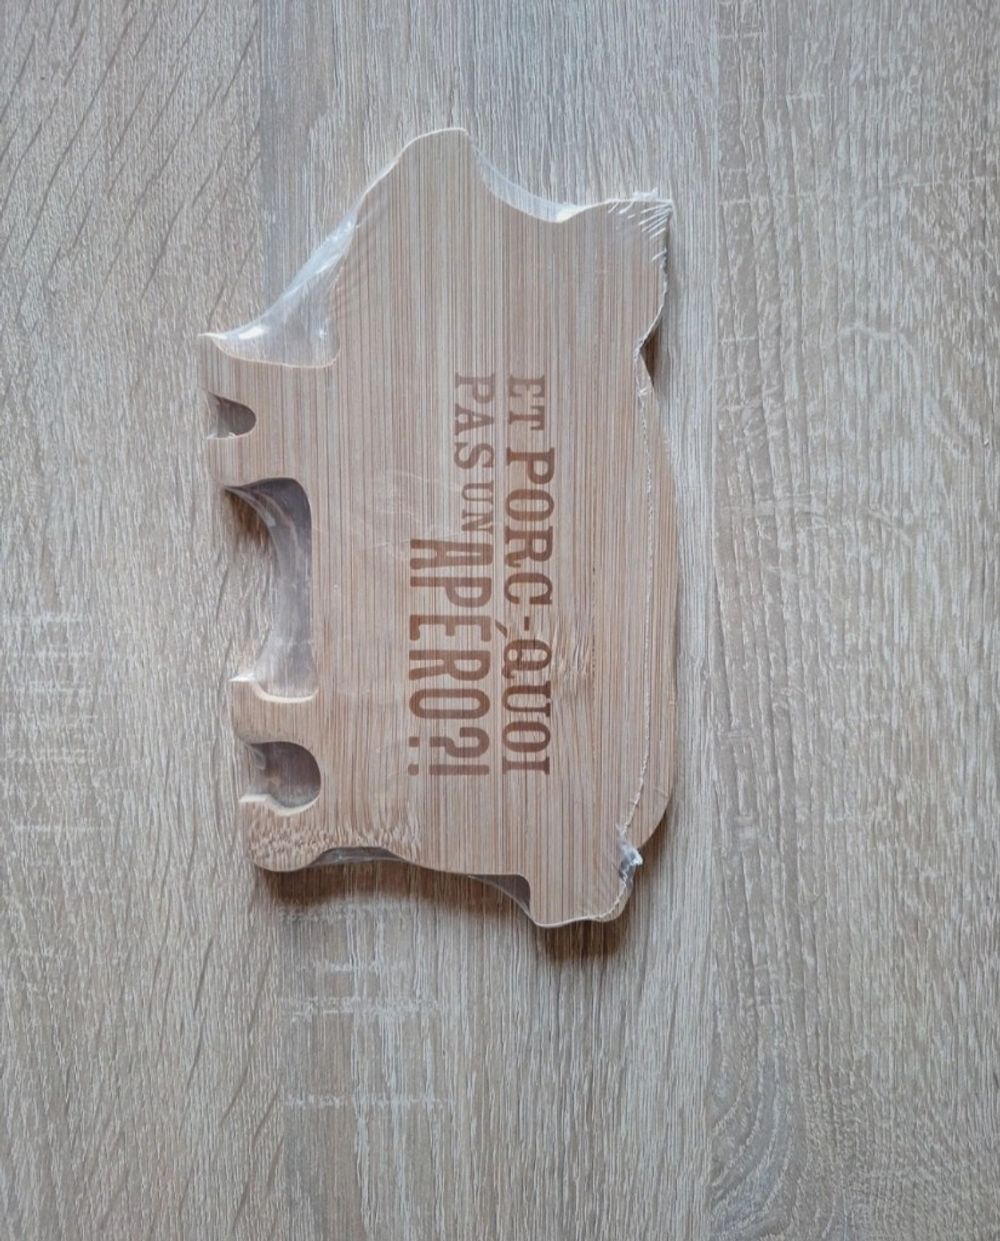 ET PORC-QUOI
PAS UN APÉRO?!